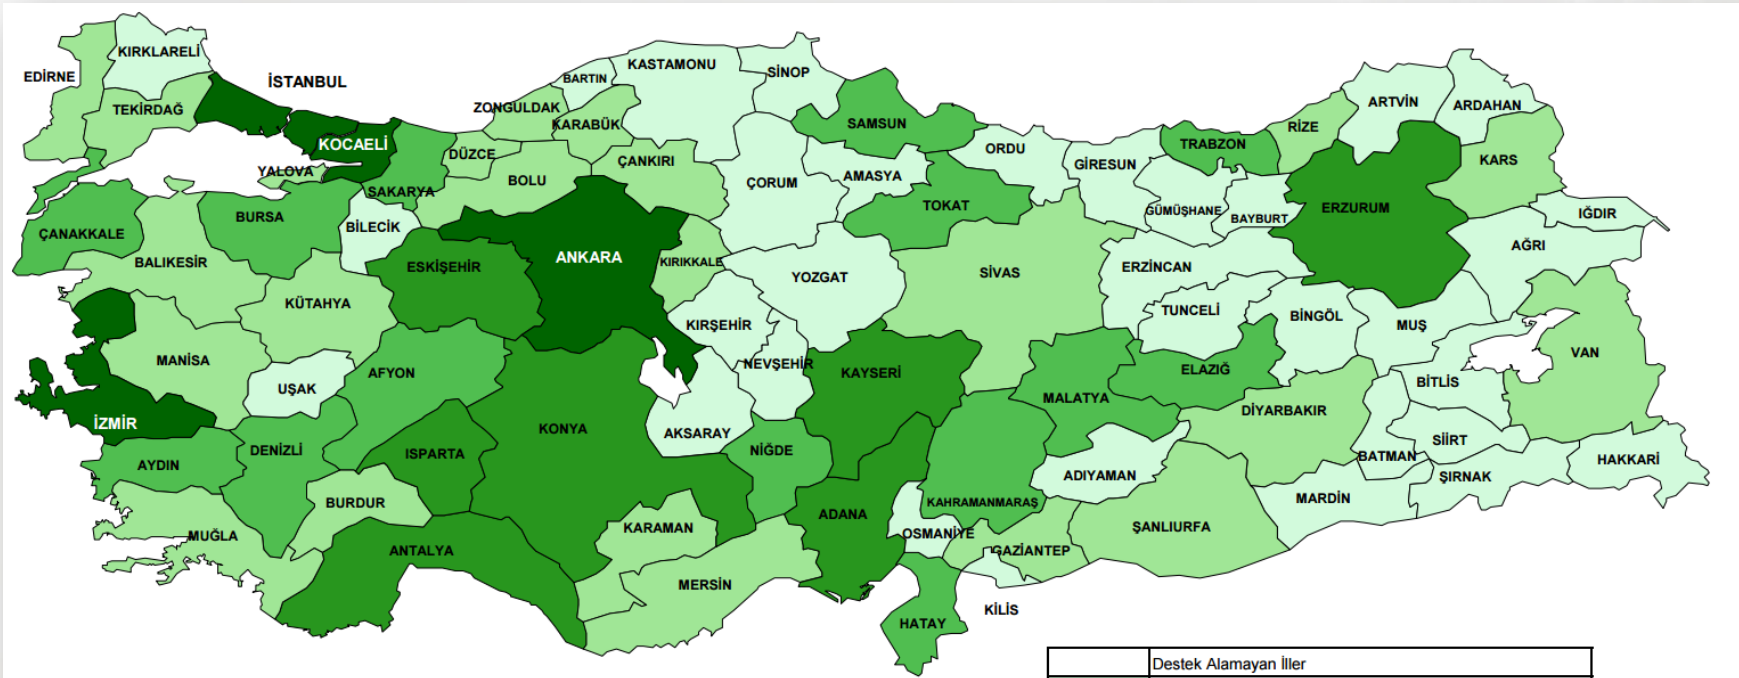 KIRKLARELİ
EDİRNE
İSTANBUL
TEKİRDAĞ
KASTAMONU
BARTIN
SİNOP
ZONGULDAK
KARABÜK
SAMSUN
ARTVİN
ARDAHAN
RİZE
KOCAELİ
DÜZCE
ÇANKIRI
ORDU
GİRESUN
TRABZON
KARS
YALOVA
SAKARYA
BOLU
ÇORUM
AMASYA
TOKAT
GÜMÜŞHANE
BAYBURT
ERZURUM
IĞDIR
BURSA
BİLECİK
ÇANAKKALE
AĞRI
BALIKESİR
ESKİŞEHİR
ANKARA
KIRIKKALE
YOZGAT
SİVAS
ERZİNCAN
KÜTAHYA
KIRŞEHİR
TUNCELİ
BİNGÖL
MUŞ
MANİSA
AFYON
NEVŞEHİR
KAYSERİ
ELAZIĞ
VAN
UŞAK
MALATYA
DİYARBAKIR
BİTLİS
İZMİR
KONYA
AKSARAY
SİİRT
AYDIN
DENİZLİ
ISPARTA
NİĞDE
BATMAN
HAKKARİ
ADIYAMAN
ŞIRNAK
BURDUR
KAHRAMANMARAŞ
MARDİN
MUĞLA
ANTALYA
KARAMAN
ADANA
OSMANİYE
GAZİANTEP
ŞANLIURFA
MERSİN
KİLİS
HATAY
Destek Alamayan İller